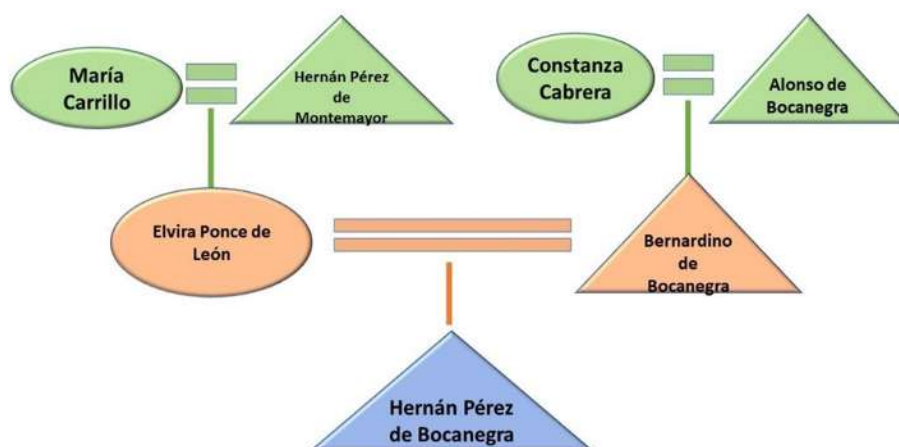 María
Carrillo
Hernán Pérez
de
Montemayor
Constanza
Cabrera
Alonso de
Bocanegra
Elvira Ponce de
León
Bernardino
de
Bocanegra
Hernán Pérez
de Bocanegra